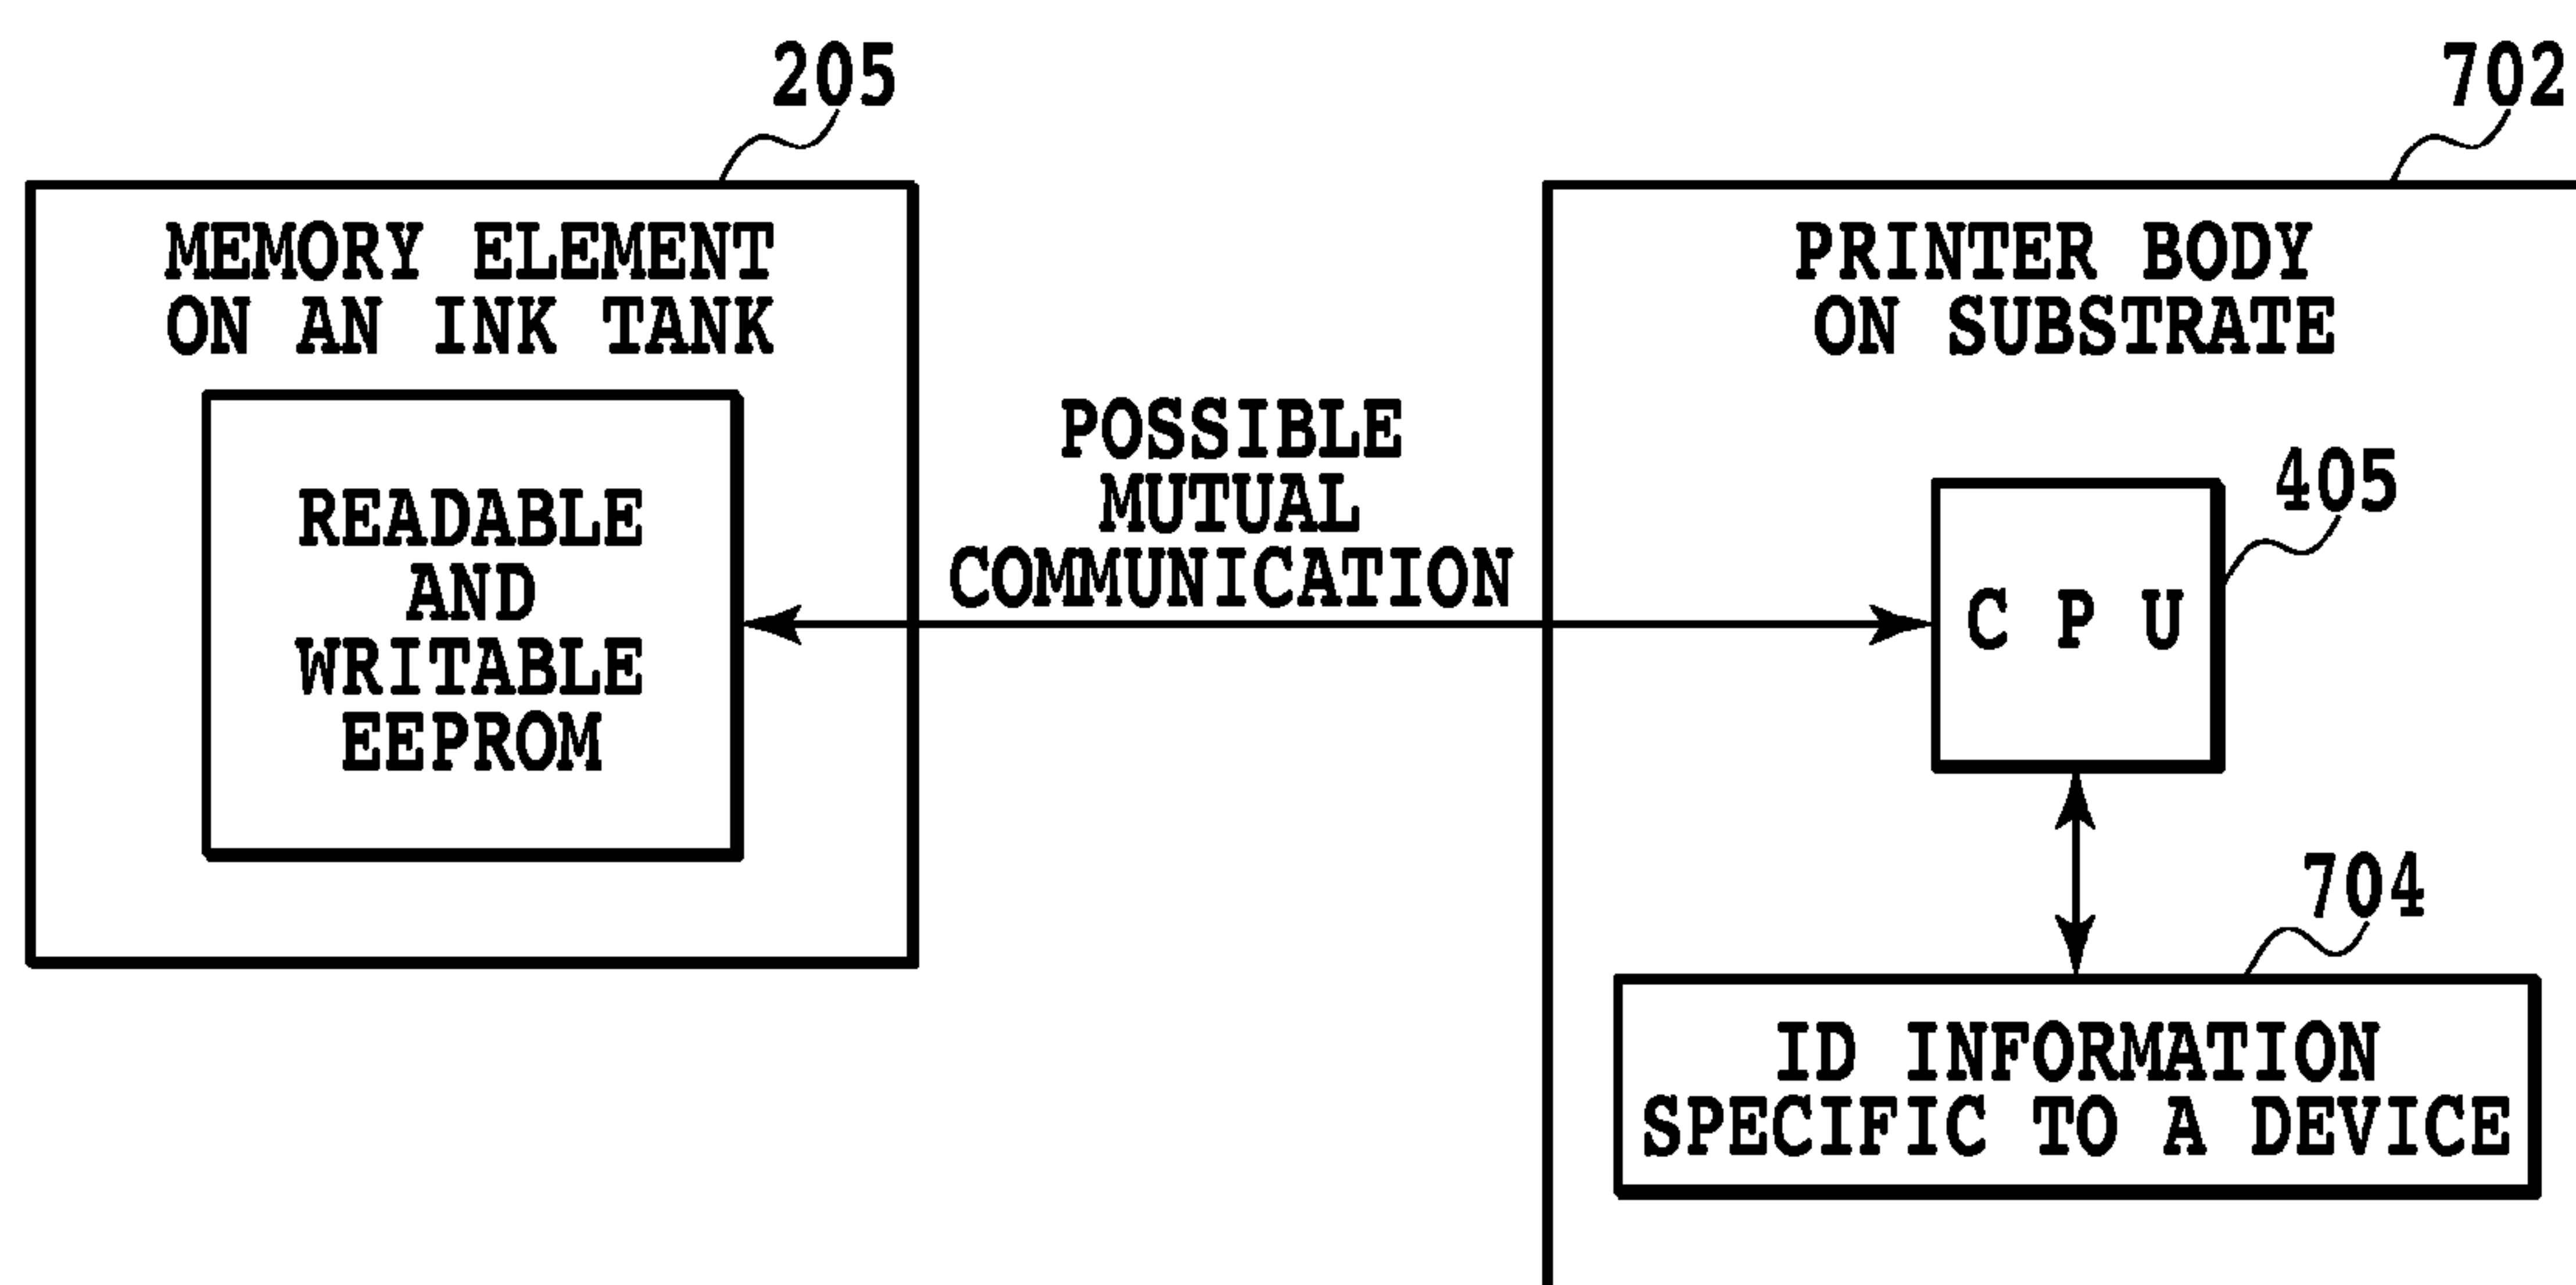 205
702
MEMORY ELEMENT
ON AN INK TANK
READABLE
AND
WRITABLE
EEPROM
POSSIBLE
MUTUAL
COMMUNICATION
PRINTER BODY
ON SUBSTRATE
405
C P U
704
ID INFORMATION
SPECIFIC TO A DEVICE